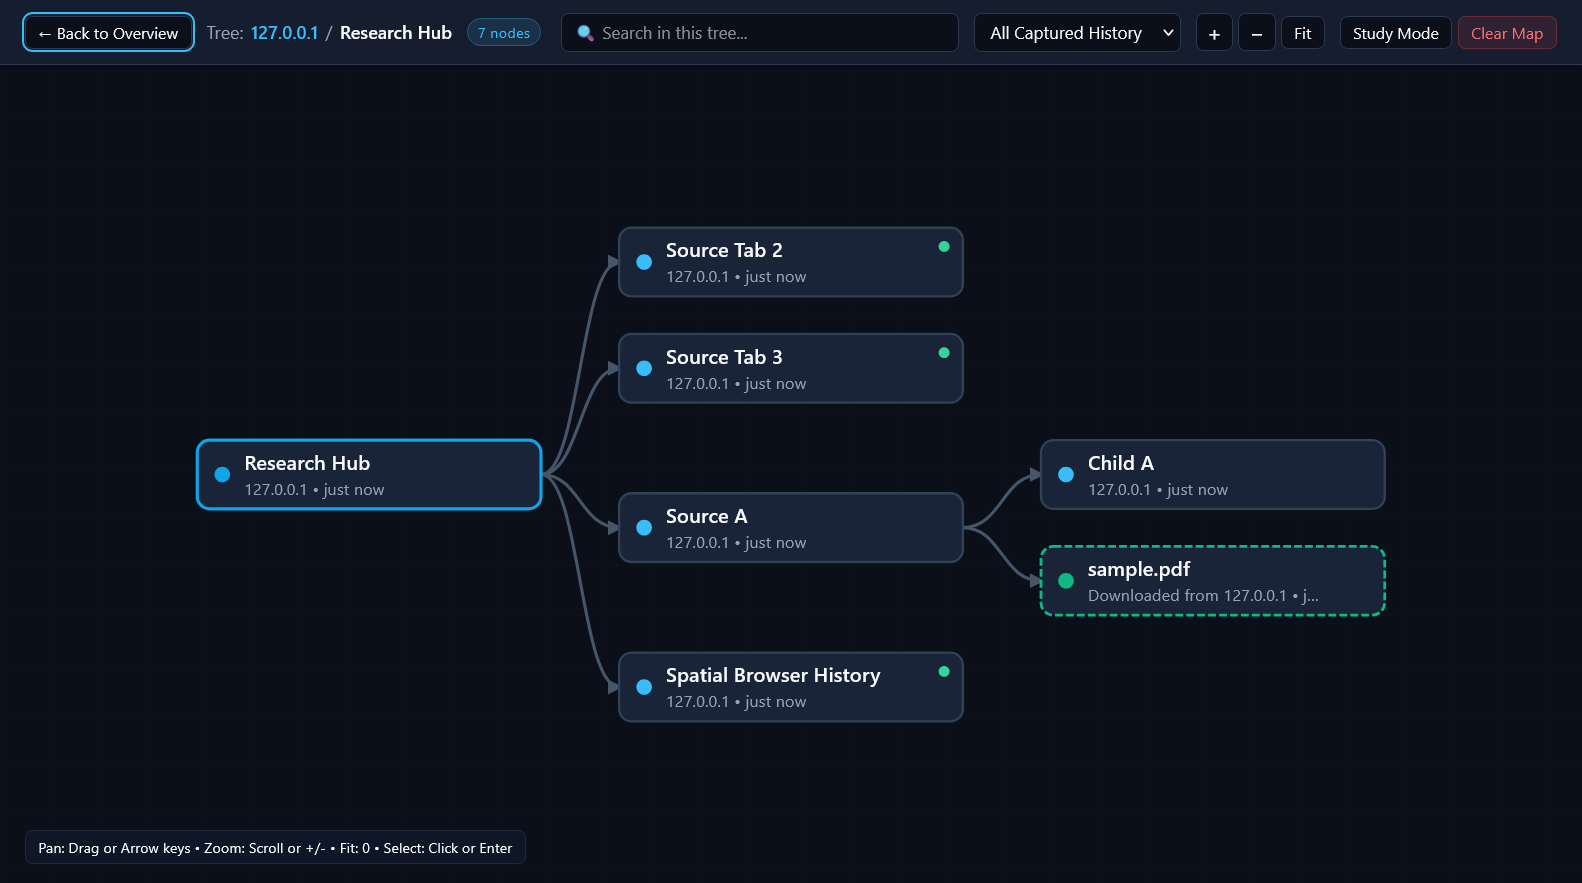 ← Back to Overview
Tree: 127.0.0.1 / Research Hub
7 nodes
Search in this tree...
All Captured History
+
−
Fit
Study Mode
Clear Map
Source Tab 2
127.0.0.1 • just now
Source Tab 3
127.0.0.1 • just now
Research Hub
127.0.0.1 • just now
Child A
127.0.0.1 • just now
Source A
127.0.0.1 • just now
sample.pdf
Downloaded from 127.0.0.1 • j...
Spatial Browser History
127.0.0.1 • just now
Pan: Drag or Arrow keys • Zoom: Scroll or +/- • Fit: 0 • Select: Click or Enter